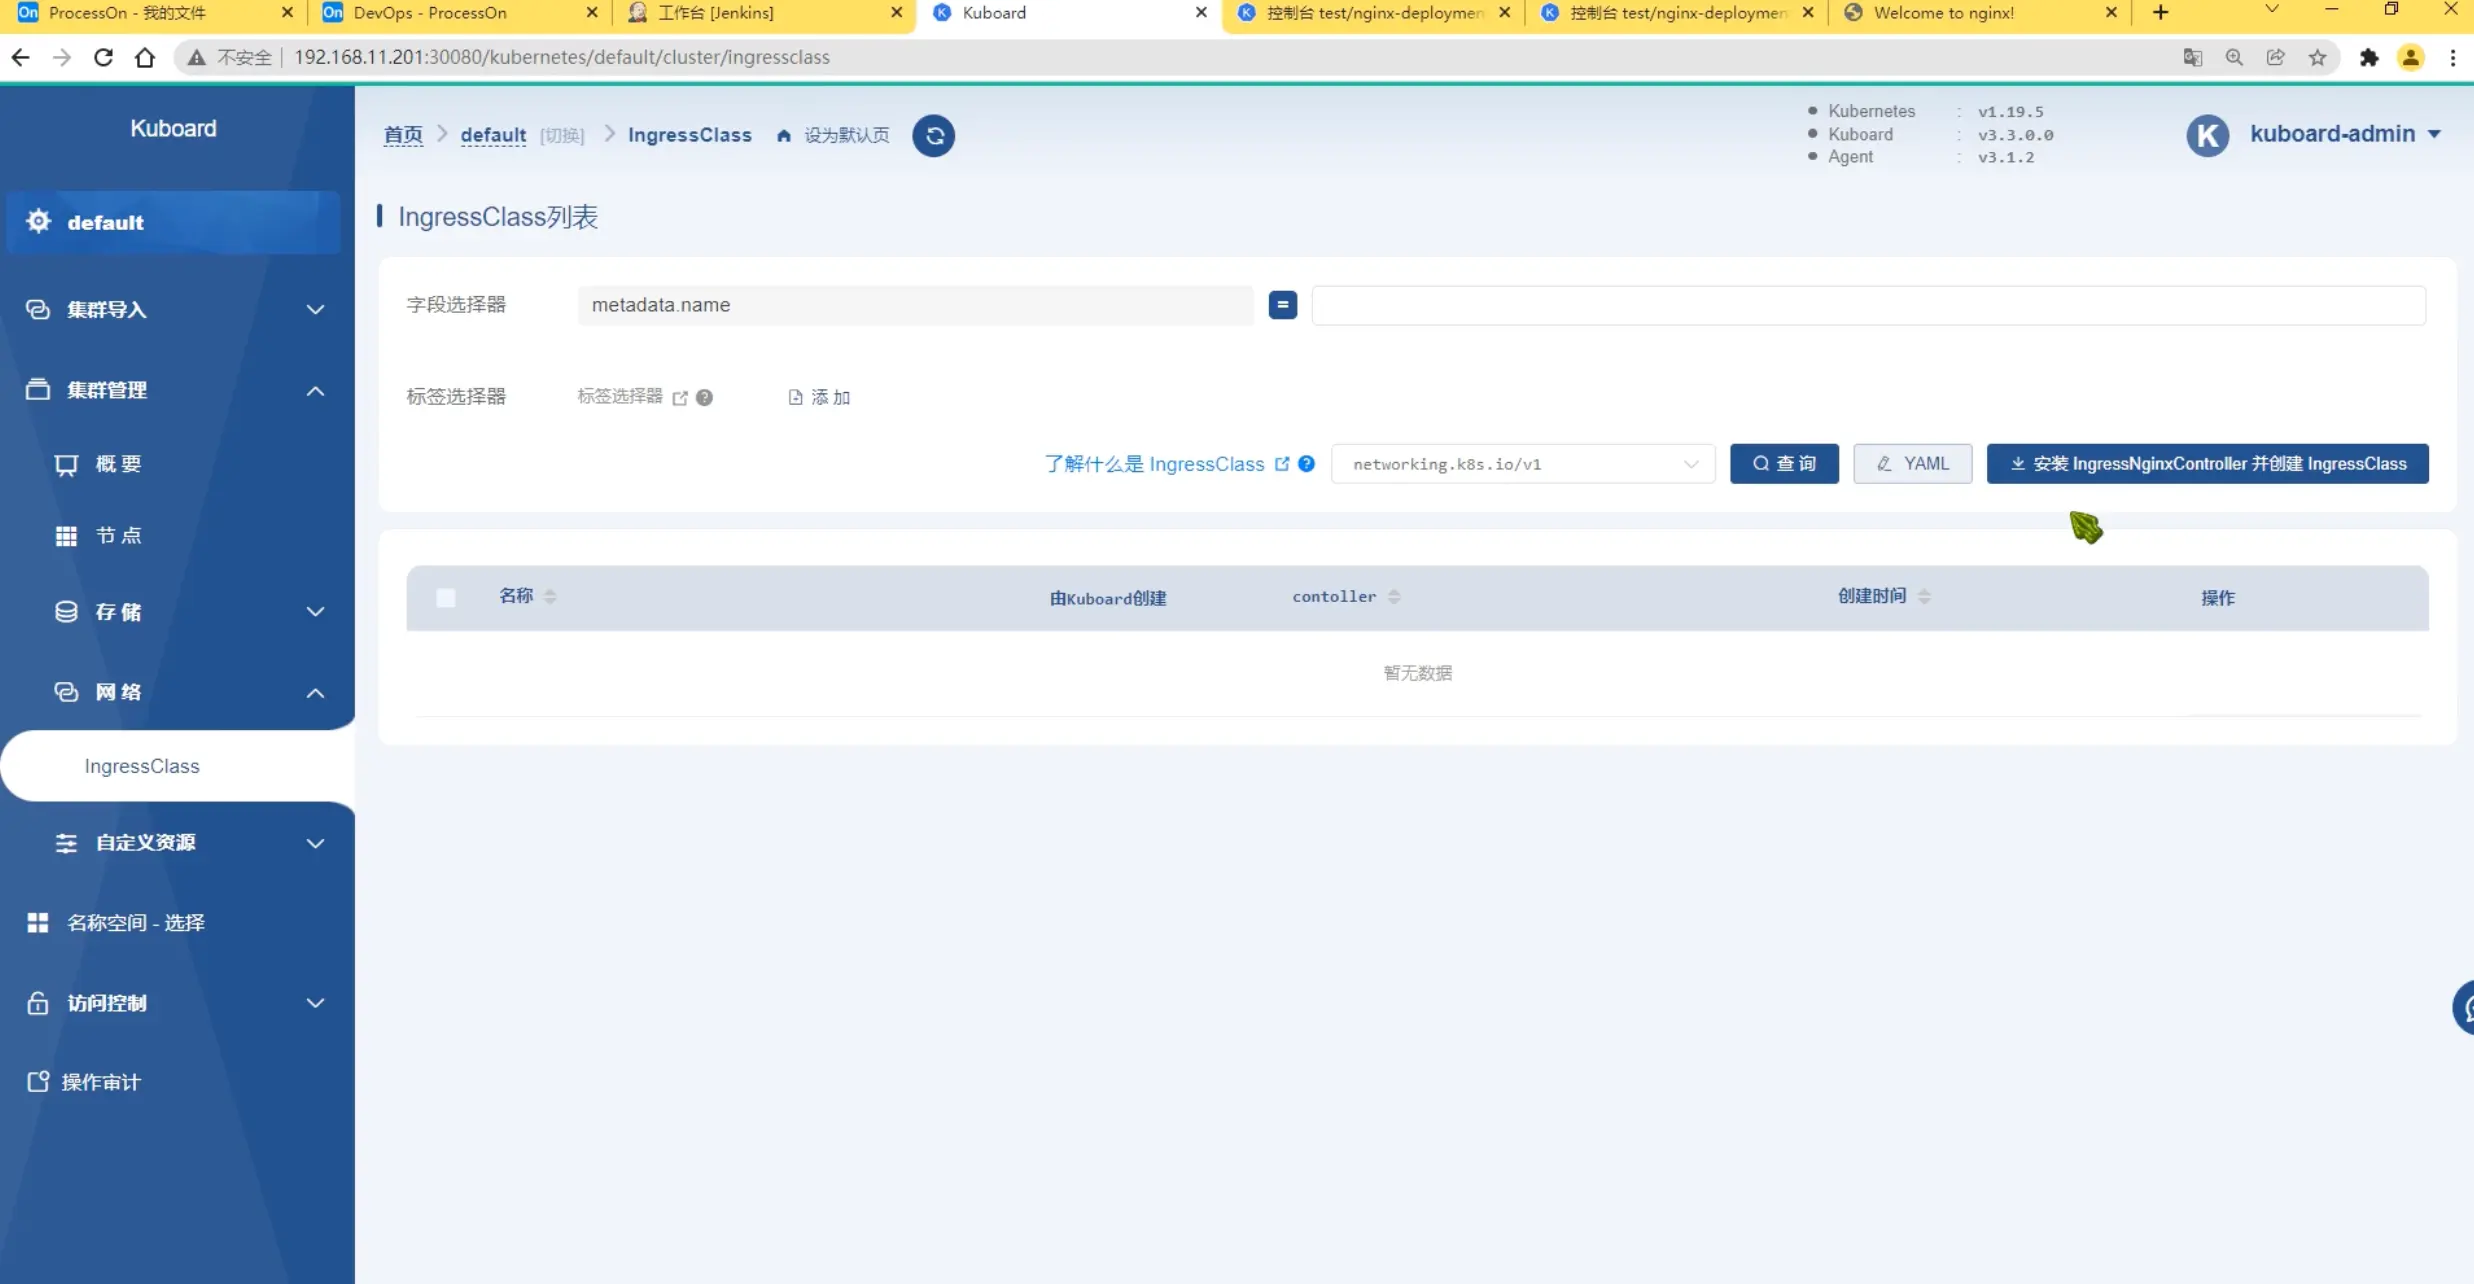 ProcessOn - 我的文件
DevOps - ProcessOn
工作台 [Jenkins]
Kuboard
控制台 test/nginx-deploymen
控制台 test/nginx-deploymen
Welcome to nginx!
不安全
192.168.11.201:30080/kubernetes/default/cluster/ingressclass
Kuboard
default
集群导入
集群管理
概 要
节 点
存 储
网 络
IngressClass
自定义资源
名称空间 - 选择
访问控制
操作审计
首页 > default [切换] > IngressClass 设为默认页
Kubernetes : v1.19.5
Kuboard : v3.3.0.0
Agent : v3.1.2
K kuboard-admin
IngressClass列表
字段选择器 metadata.name =
标签选择器 标签选择器 添 加
了解什么是 IngressClass networking.k8s.io/v1 查 询 YAML 安装 IngressNginxController 并创建 IngressClass
名称 由Kuboard创建 contoller 创建时间 操作
暂无数据